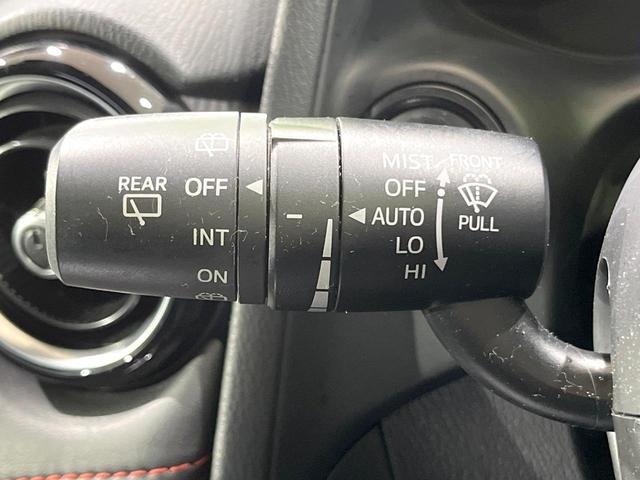 REAR
OFF
INT
ON
MIST FRONT
OFF
AUTO
LO
HI
PULL